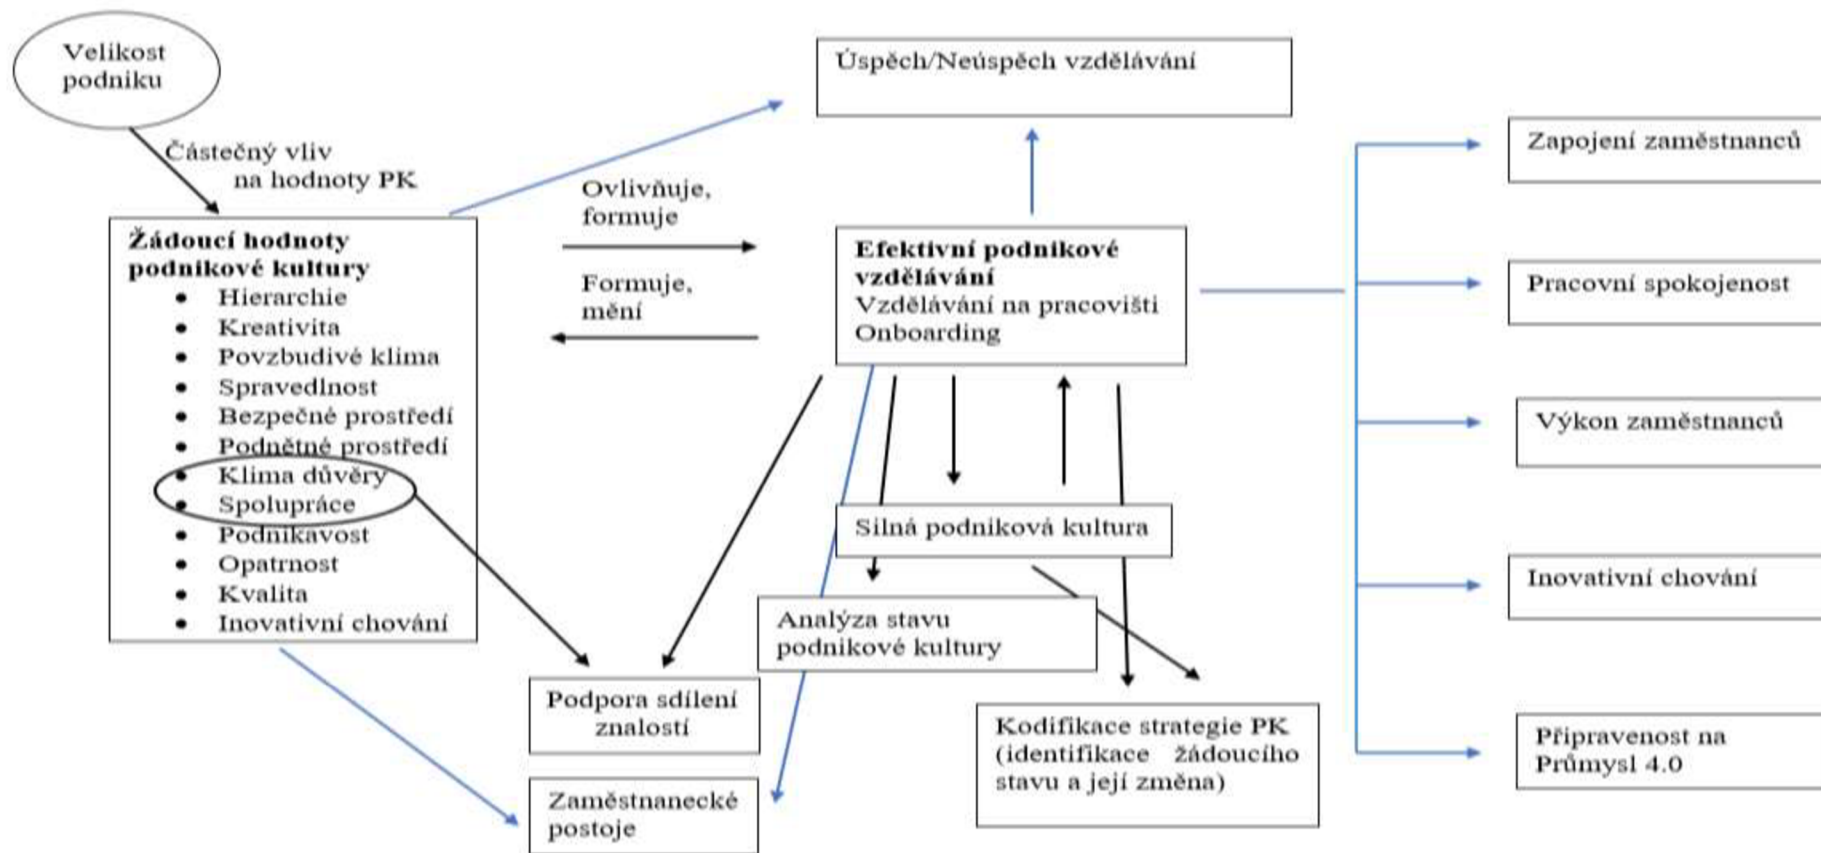 Velikost
podniku
Částečný vliv
na hodnoty PK
Žádoucí hodnoty
podnikové kultury
Hierarchie
Kreativita
Povzbudivé klima
Spravedlnost
Bezpečné prostředí
Podnětné prostředí
Klima důvěry
Spolupráce
Podnikavost
Opatrnost
Kvalita
Inovativní chování
Ovlivňuje,
formuje
Formuje,
mění
Úspěch/Neúspěch vzdělávání
Efektivní podnikové
vzdělávání
Vzdělávání na pracovišti
Onboarding
Silná podniková kultura
Analýza stavu
podnikové kultury
Podpora sdílení
znalostí
Zaměstnanecké
postoje
Kodifikace strategie PK
(identifikace žádoucího
stavu a její změna)
Zapojení zaměstnanců
Pracovní spokojenost
Výkon zaměstnanců
Inovativní chování
Připravenost na
Průmysl 4.0